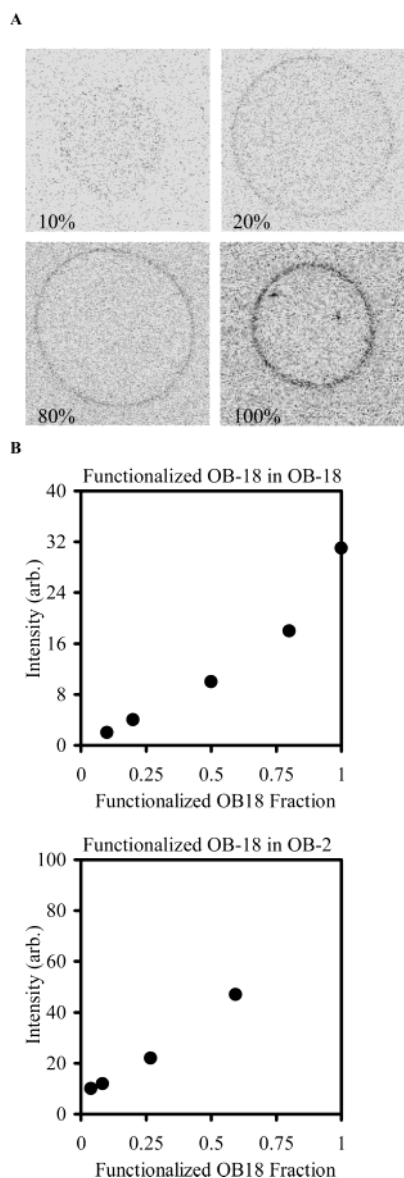 A
10% 20%
80% 100%
B
Functionalized OB-18 in OB-18
40
32
24
16
8
0
Intensity (arb.)
0 0.25 0.5 0.75 1
Functionalized OB18 Fraction
Functionalized OB-18 in OB-2
100
80
60
40
20
0
Intensity (arb.)
0 0.25 0.5 0.75 1
Functionalized OB18 Fraction